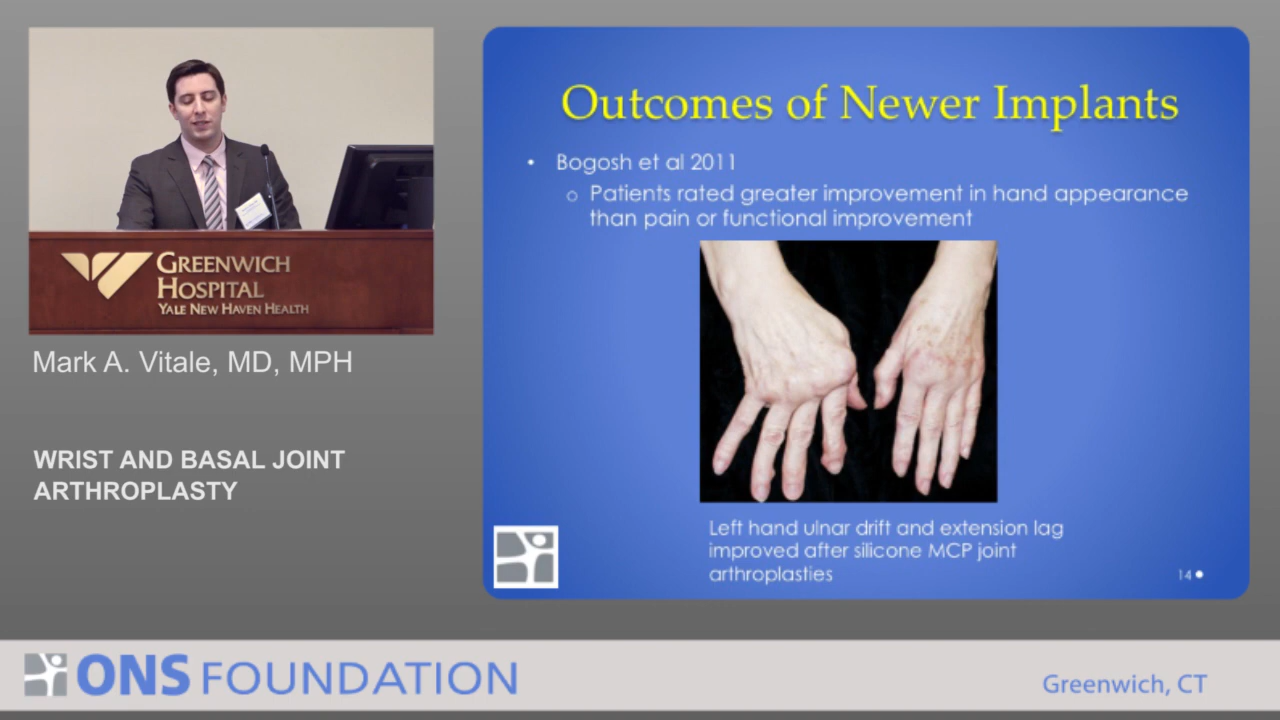 GREENWICH
HOSPITAL
YALE NEW HAVEN HEALTH
Mark A. Vitale, MD, MPH
WRIST AND BASAL JOINT
ARTHROPLASTY
Outcomes of Newer Implants
• Bogosh et al 2011
o Patients rated greater improvement in hand appearance
than pain or functional improvement
Left hand ulnar drift and extension lag
improved after silicone MCP joint
arthroplasties
14
ONS FOUNDATION
Greenwich, CT